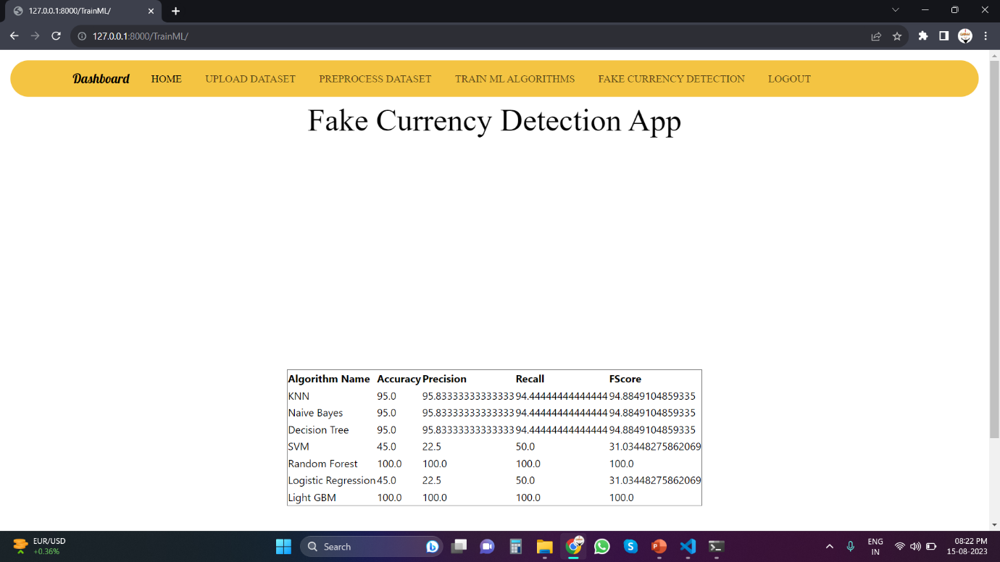 127.0.0.1:8000/TrainML/
127.0.0.1:8000/TrainML/
Dashboard HOME UPLOAD DATASET PREPROCESS DATASET TRAIN ML ALGORITHMS FAKE CURRENCY DETECTION LOGOUT
Fake Currency Detection App
Algorithm Name Accuracy Precision Recall FScore
KNN 95.0 95.83333333333333 94.44444444444444 94.8849104859335
Naive Bayes 95.0 95.83333333333333 94.44444444444444 94.8849104859335
Decision Tree 95.0 95.83333333333333 94.44444444444444 94.8849104859335
SVM 45.0 22.5 50.0 31.03448275862069
Random Forest 100.0 100.0 100.0 100.0
Logistic Regression 45.0 22.5 50.0 31.03448275862069
Light GBM 100.0 100.0 100.0 100.0
EUR/USD
+0.36%
Search
ENG
IN
08:22 PM
15-08-2023